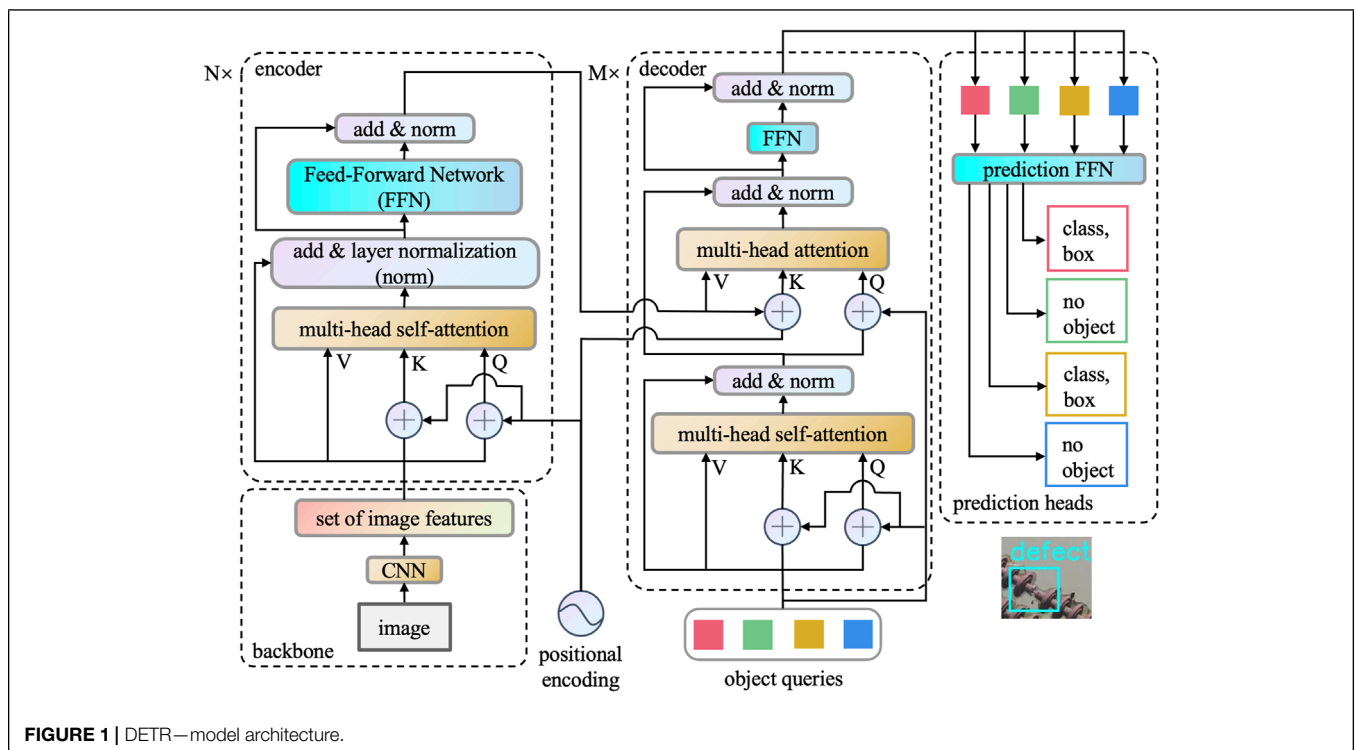 N×
encoder
add & norm
Feed-Forward Network
(FFN)
add & layer normalization
(norm)
multi-head self-attention
V
K
Q
set of image features
CNN
image
backbone
positional
encoding
M×
decoder
add & norm
FFN
add & norm
multi-head attention
V
K
Q
add & norm
multi-head self-attention
V
K
Q
object queries
prediction FFN
class,
box
no
object
class,
box
no
object
prediction heads
defect
FIGURE 1 | DETR—model architecture.